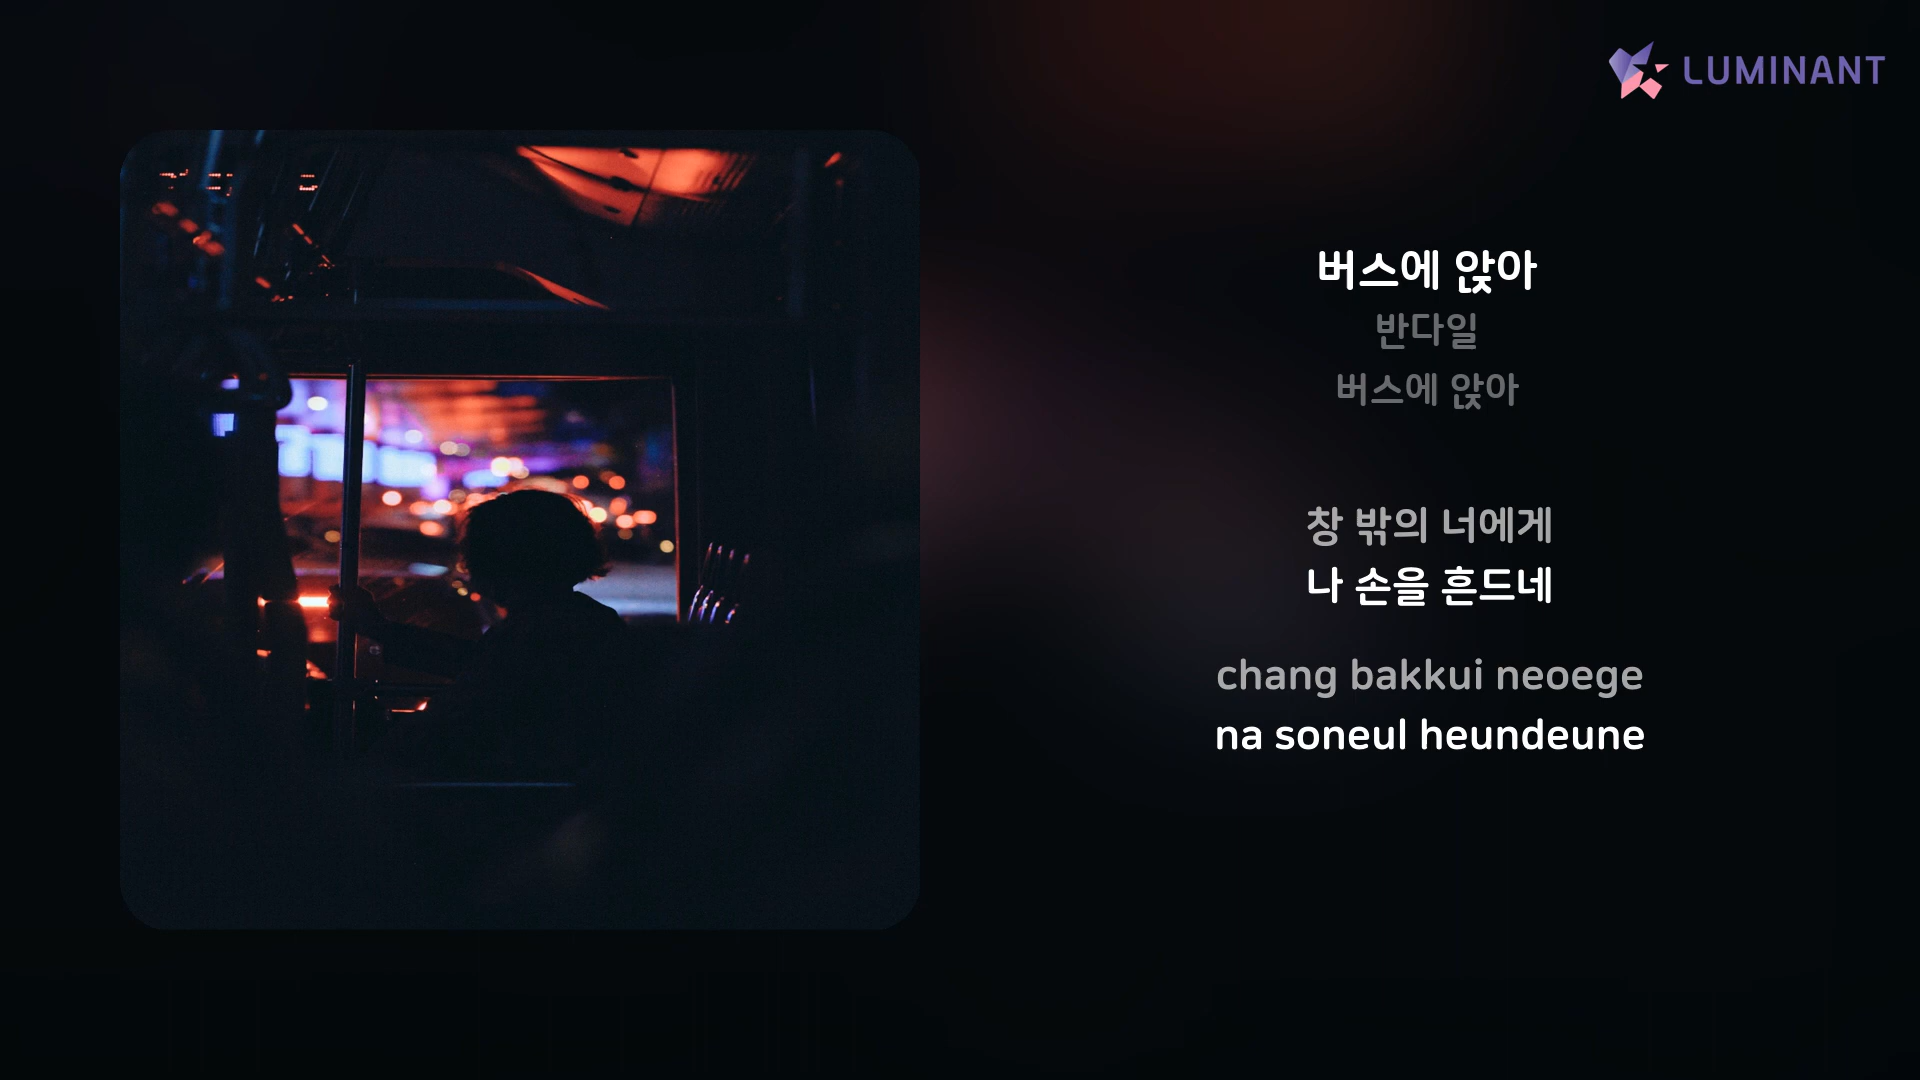 LUMINANT
버스에 앉아
반다일
버스에 앉아
창 밖의 너에게
나 손을 흔드네
chang bakkui neoege
na soneul heundeune